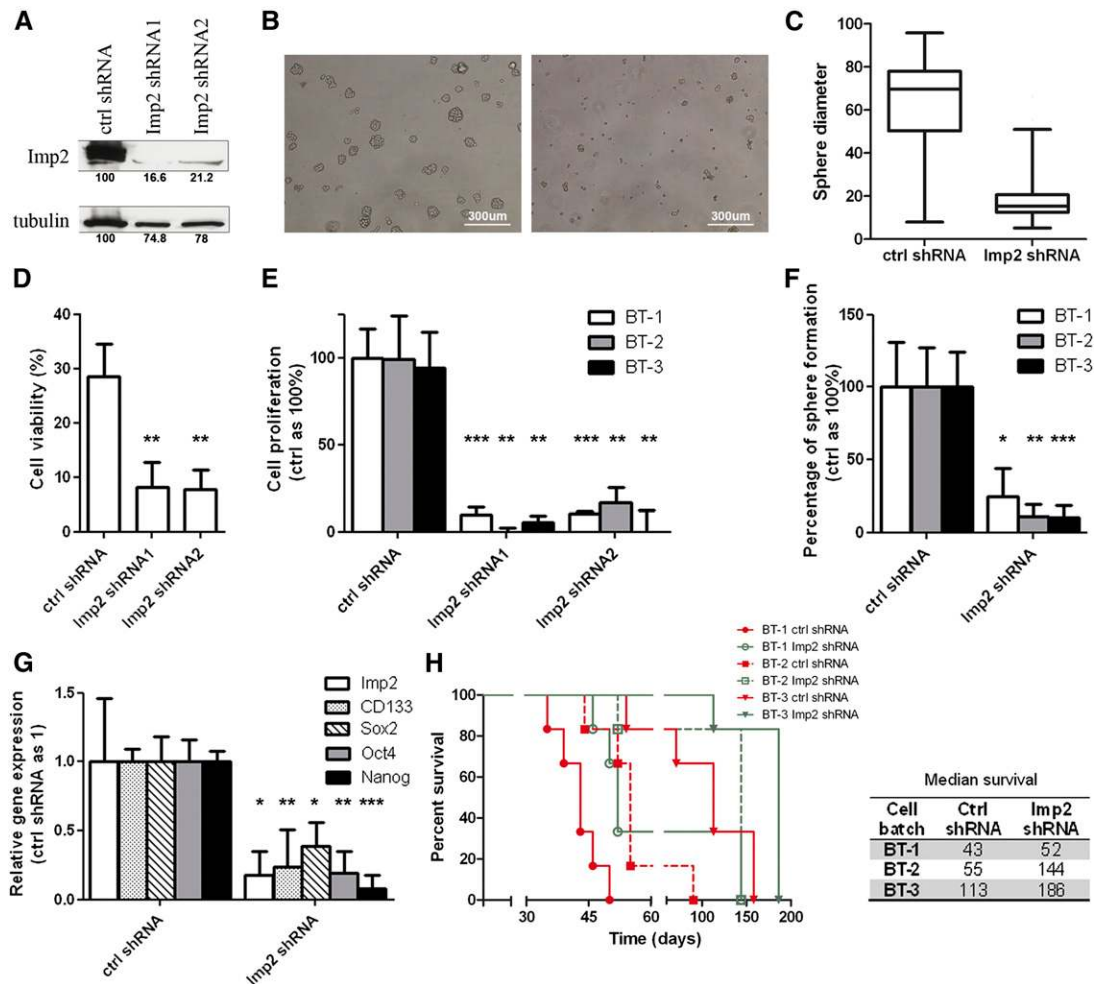 A
ctrl shRNA
Imp2 shRNA1
Imp2 shRNA2
Imp2
100 16.6 21.2
tubulin
100 74.8 78
B
300um
300um
C
Sphere diameter
100
80
60
40
20
0
ctrl shRNA Imp2 shRNA
D
Cell viability (%)
40
30
20
10
0
** **
ctrl shRNA
Imp2 shRNA1
Imp2 shRNA2
E
Cell proliferation
(ctrl as 100%)
100
50
0
BT-1
BT-2
BT-3
*** ** ** *** ** **
ctrl shRNA
Imp2 shRNA1
Imp2 shRNA2
F
Percentage of sphere formation
(ctrl as 100%)
150
100
50
0
BT-1
BT-2
BT-3
* ** ***
ctrl shRNA
Imp2 shRNA
G
Relative gene expression
(ctrl shRNA as 1)
1.5
1.0
0.5
0.0
Imp2
CD133
Sox2
Oct4
Nanog
* ** * ** ***
ctrl shRNA
Imp2 shRNA
H
BT-1 ctrl shRNA
BT-1 Imp2 shRNA
BT-2 ctrl shRNA
BT-2 Imp2 shRNA
BT-3 ctrl shRNA
BT-3 Imp2 shRNA
Percent survival
100
80
60
40
20
0
30 45 60 100 150 200
Time (days)
Median survival
Cell batch Ctrl shRNA Imp2 shRNA
BT-1 43 52
BT-2 55 144
BT-3 113 186